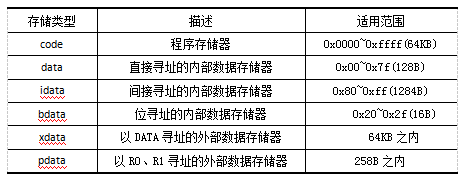 存储类型 描述 适用范围
code 程序存储器 0x0000~0xffff(64KB)
data 直接寻址的内部数据存储器 0x00~0x7f(128B)
idata 间接寻址的内部数据存储器 0x80~0xff(1284B)
bdata 位寻址的内部数据存储器 0x20~0x2f(16B)
xdata 以 DATA 寻址的外部数据存储器 64KB 之内
pdata 以 R0、R1 寻址的外部数据存储器 258B 之内